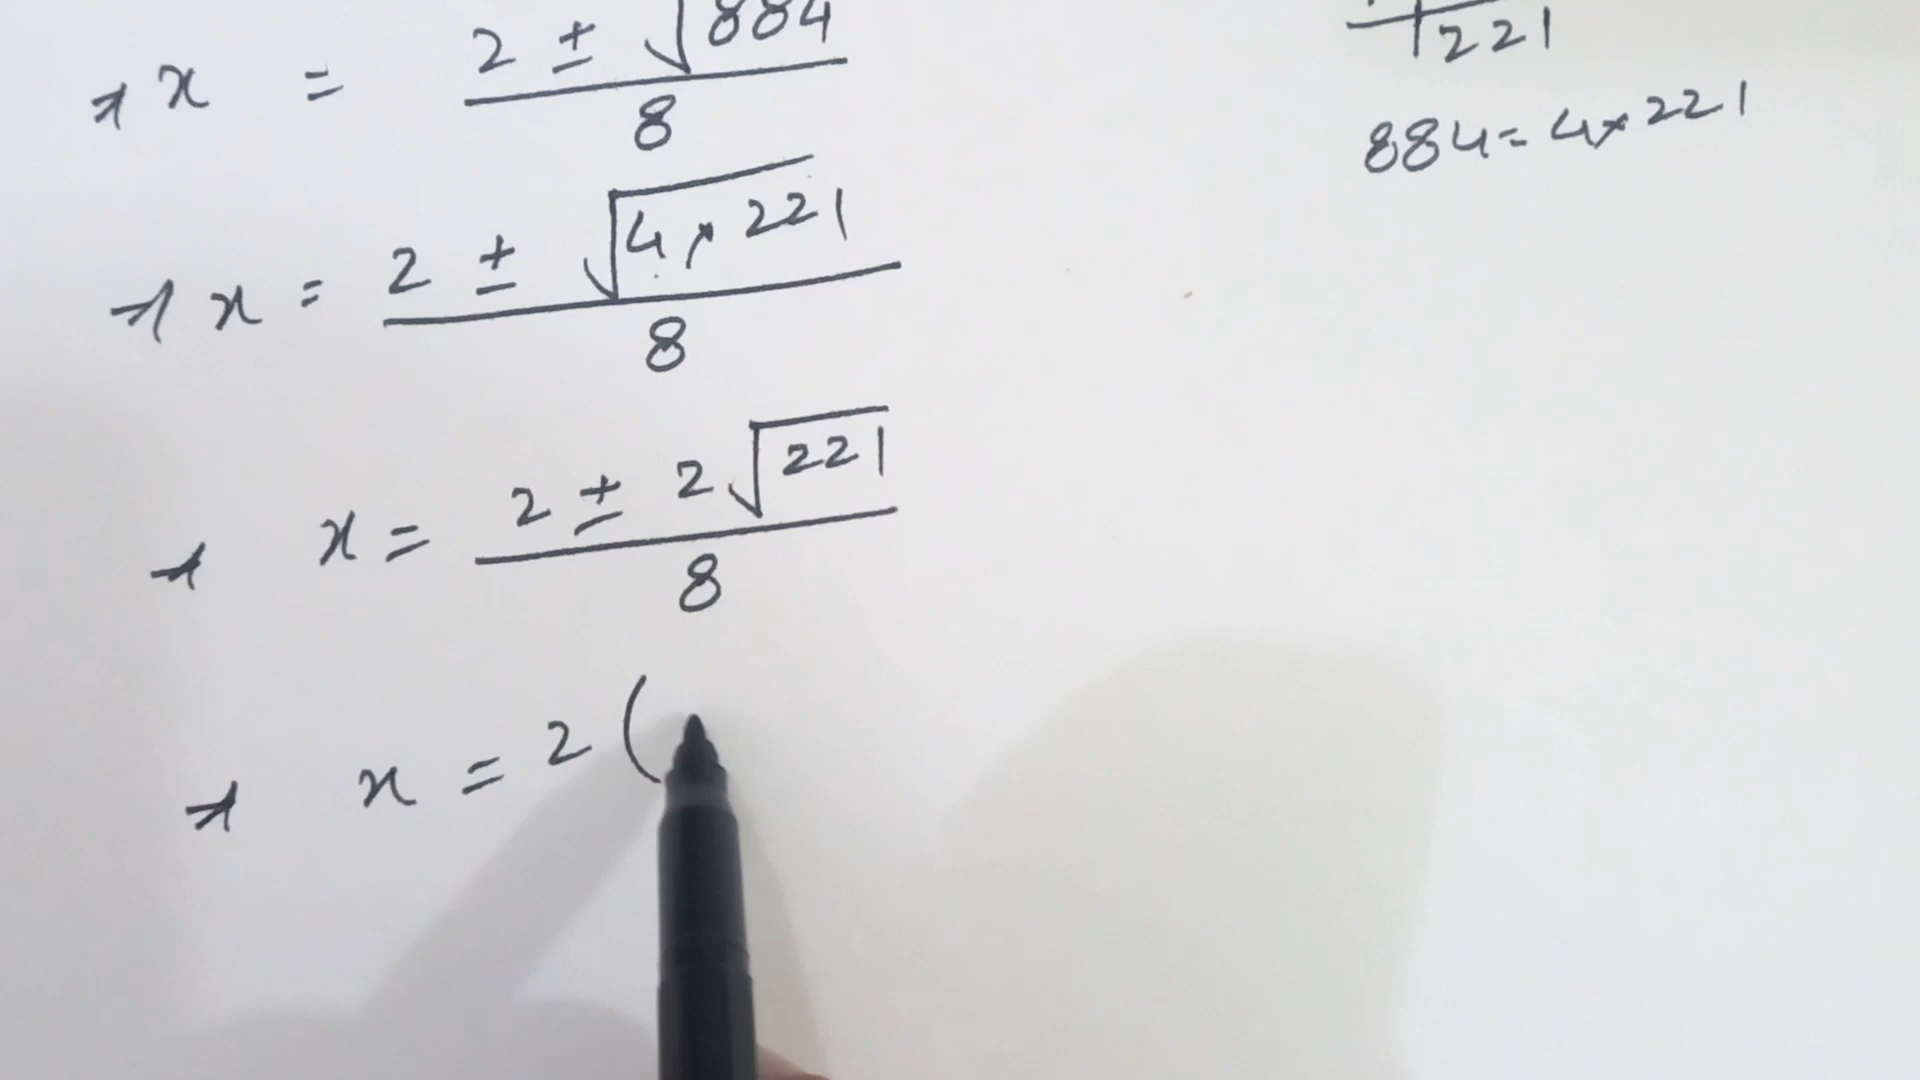 ⇒ x = (2 ± √884) / 8
⇒ x = (2 ± √(4 × 221)) / 8
⇒ x = (2 ± 2√221) / 8
⇒ x = 2 (
221
884 = 4 × 221